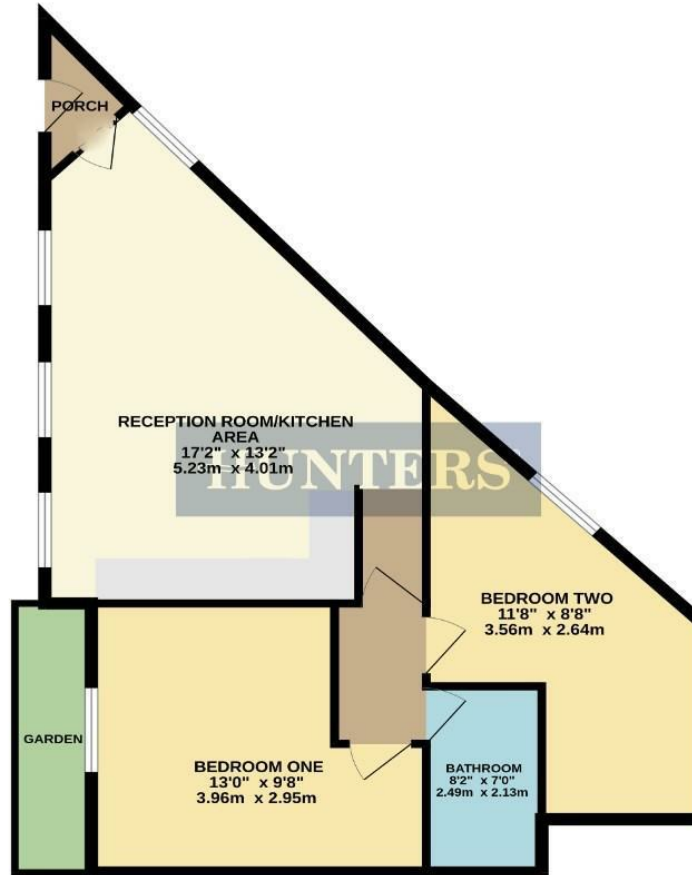 PORCH
RECEPTION ROOM/KITCHEN
AREA
17'2" x 13'2"
5.23m x 4.01m
HUNTERS
BEDROOM TWO
11'8" x 8'8"
3.56m x 2.64m
GARDEN
BEDROOM ONE
13'0" x 9'8"
3.96m x 2.95m
BATHROOM
8'2" x 7'0"
2.49m x 2.13m